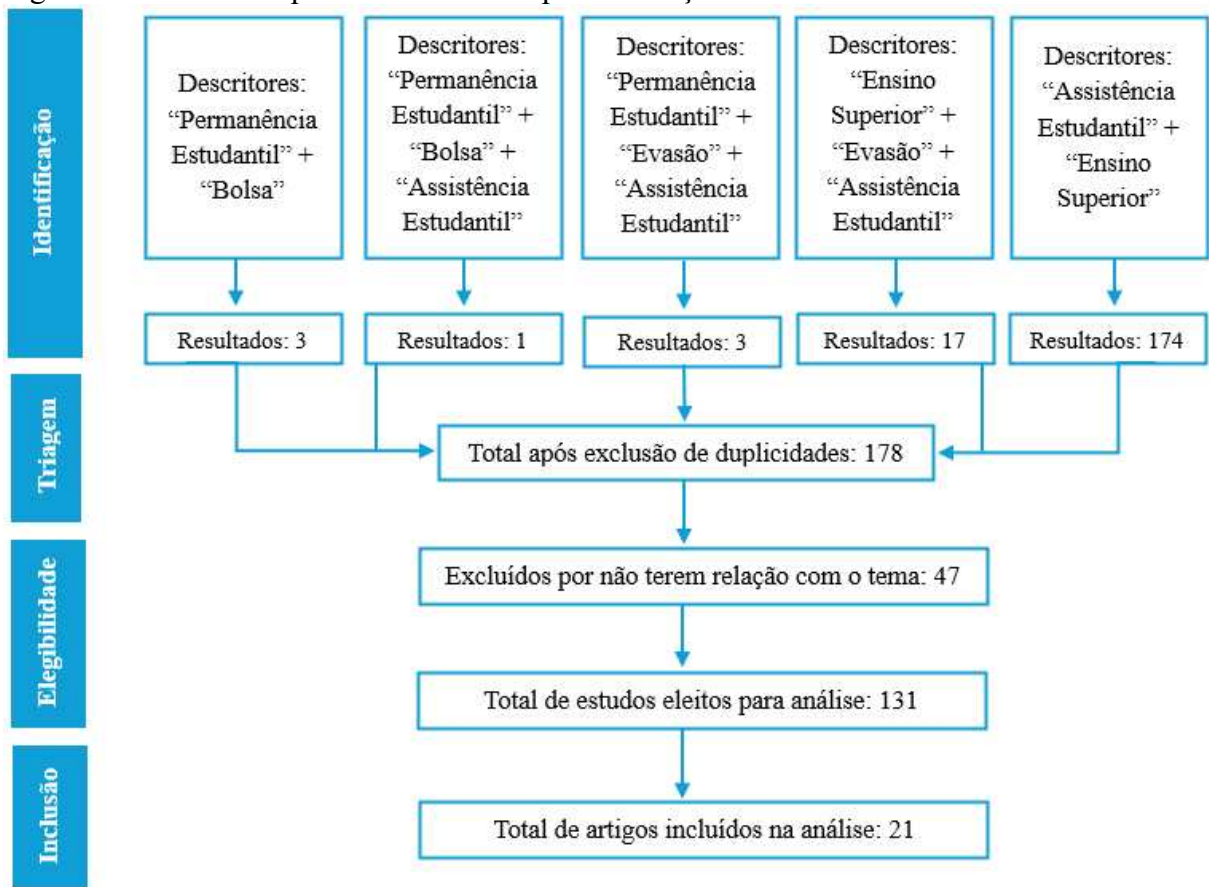 Identificação
Descritores:
“Permanência
Estudantil” +
“Bolsa”
Descritores:
“Permanência
Estudantil” +
“Bolsa” +
“Assistência
Estudantil”
Descritores:
“Permanência
Estudantil” +
“Evasão” +
“Assistência
Estudantil”
Descritores:
“Ensino
Superior” +
“Evasão” +
“Assistência
Estudantil”
Descritores:
“Assistência
Estudantil” +
“Ensino
Superior”
Resultados: 3
Resultados: 1
Resultados: 3
Resultados: 17
Resultados: 174
Triagem
Total após exclusão de duplicidades: 178
Elegibilidade
Excluídos por não terem relação com o tema: 47
Total de estudos eleitos para análise: 131
Inclusão
Total de artigos incluídos na análise: 21